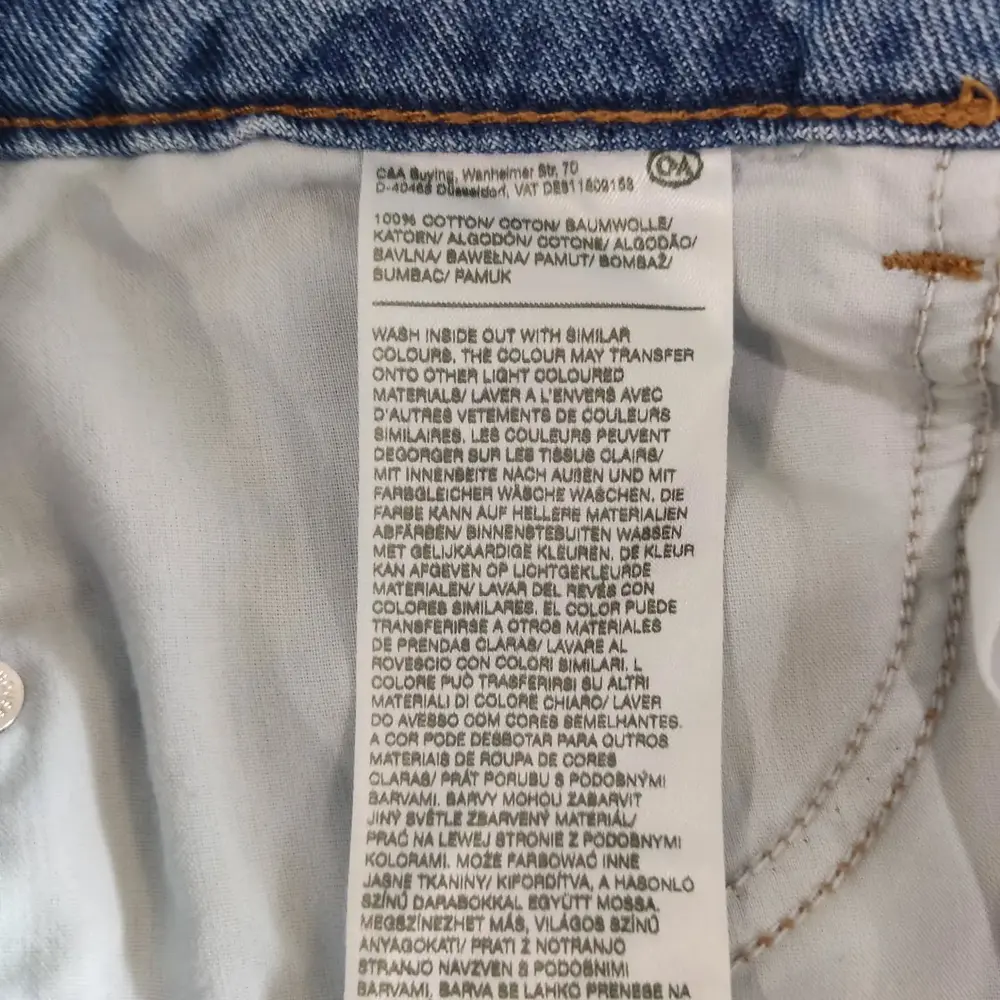 C&A Buying, Wanheimer Str. 70
D-40468 Düsseldorf, VAT DE811809158
C&A
100% COTTON/ COTON/ BAUMWOLLE/
KATOEN/ ALGODÓN/ COTONE/ ALGODÃO/
BAVLNA/ BAWEŁNA/ PAMUT/ BOMBAŽ/
BUMBAC/ PAMUK
WASH INSIDE OUT WITH SIMILAR
COLOURS. THE COLOUR MAY TRANSFER
ONTO OTHER LIGHT COLOURED
MATERIALS/ LAVER A L'ENVERS AVEC
D'AUTRES VETEMENTS DE COULEURS
SIMILAIRES. LES COULEURS PEUVENT
DEGORGER SUR LES TISSUS CLAIRS/
MIT INNENSEITE NACH AUßEN UND MIT
FARBGLEICHER WÄSCHE WASCHEN. DIE
FARBE KANN AUF HELLERE MATERIALIEN
ABFÄRBEN/ BINNENSTEBUITEN WASSEN
MET GELIJKAARDIGE KLEUREN. DE KLEUR
KAN AFGEVEN OP LICHTGEKLEURDE
MATERIALEN/ LAVAR DEL REVÉS CON
COLORES SIMILARES. EL COLOR PUEDE
TRANSFERIRSE A OTROS MATERIALES
DE PRENDAS CLARAS/ LAVARE AL
ROVESCIO CON COLORI SIMILARI. L
COLORE PUÒ TRASFERIRSI SU ALTRI
MATERIALI DI COLORE CHIARO/ LAVER
DO AVESSO COM CORES SEMELHANTES.
A COR PODE DESBOTAR PARA OUTROS
MATERIAIS DE ROUPA DE CORES
CLARAS/ PRÁT PORUBU S PODOBNÝMI
BARVAMI. BARVY MOHOU ZABARVIT
JINÝ SVĚTLE ZBARVENÝ MATERIÁL/
PRAĆ NA LEWEJ STRONIE Z PODOBNYMI
KOLORAMI. MOŻE FARBOWAĆ INNE
JASNE TKANINY/ KIFORDÍTVA, A HASONLÓ
SZÍNŰ DARABOKKAL EGYÜTT MOSSA.
MEGSZÍNEZHET MÁS, VILÁGOS SZÍNŰ
ANYAGOKATI/ PRATI Z NOTRANJO
STRANJO NAVZVEN S PODOBNIMI
BARVAMI. BARVA SE LAHKO PRENESE NA